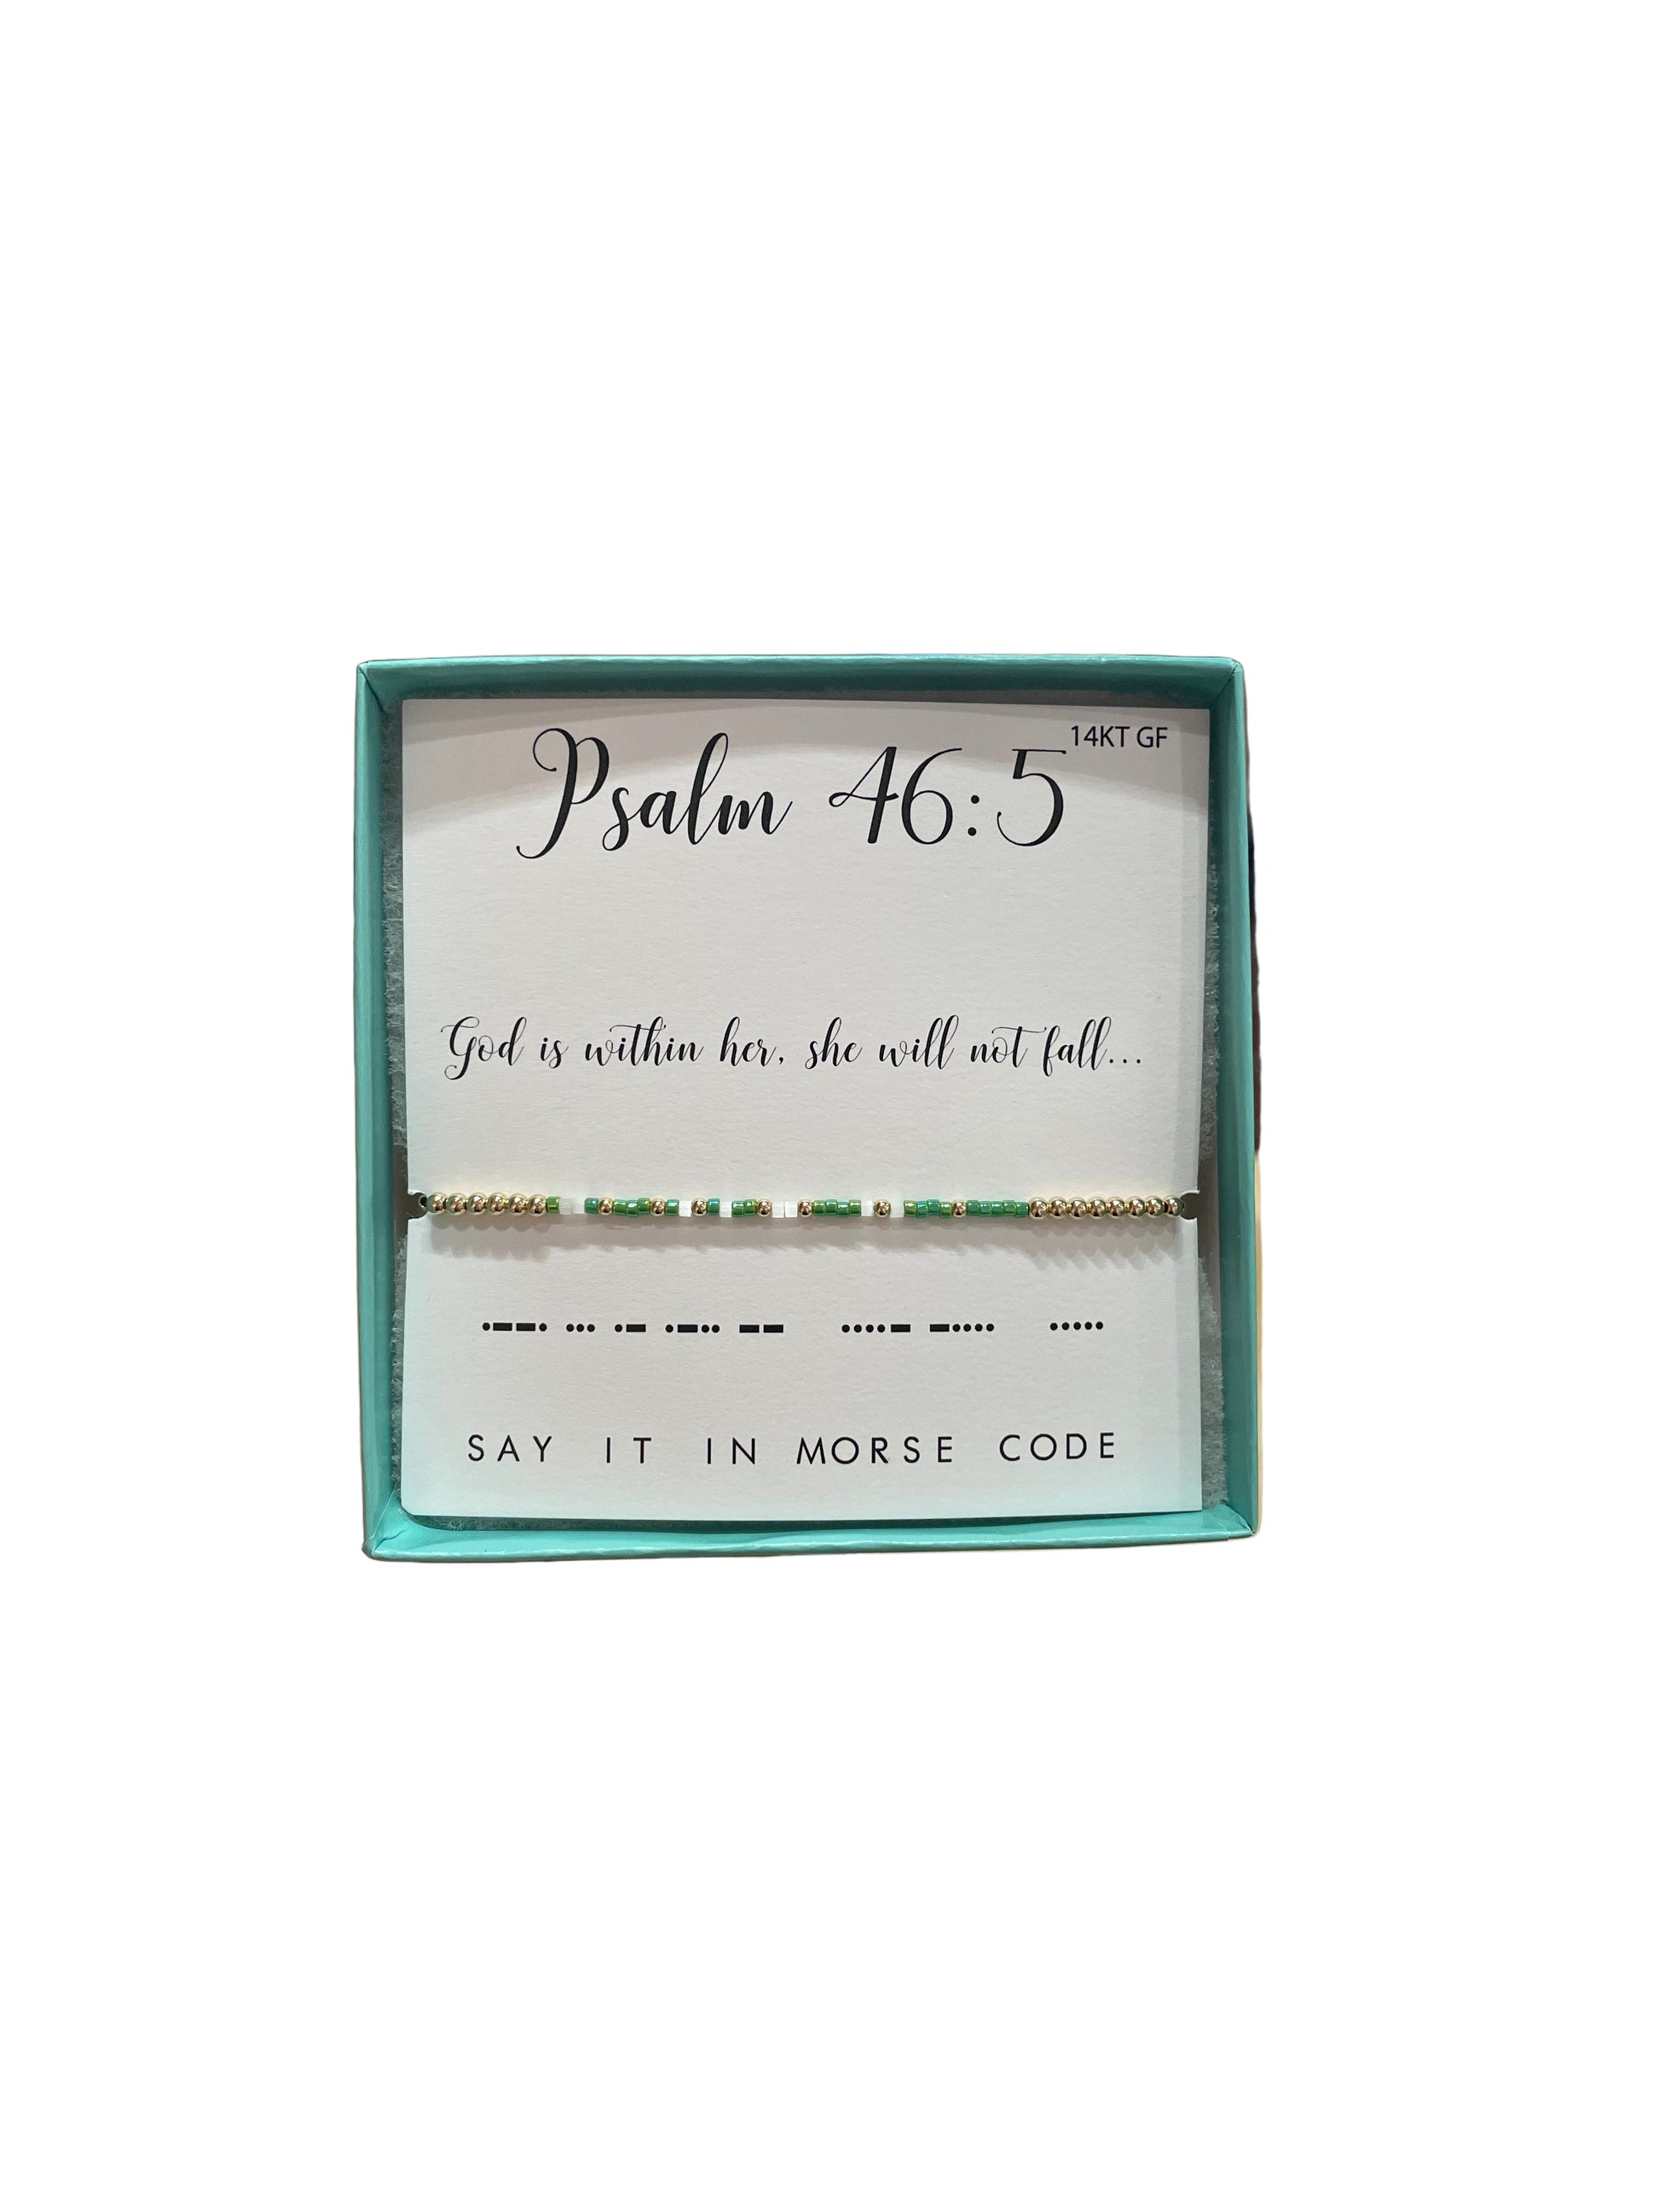 Psalm 46:5
14KT GF
God is within her, she will not fall...
•−−• ••• •− •−•• −− ••••− −•••• •••••
SAY IT IN MORSE CODE